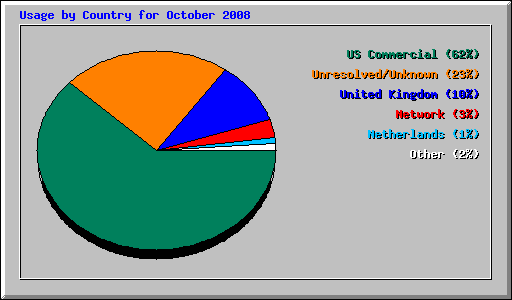 Usage by Country for October 2008
US Commercial (62%)
Unresolved/Unknown (23%)
United Kingdom (10%)
Network (3%)
Netherlands (1%)
Other (2%)